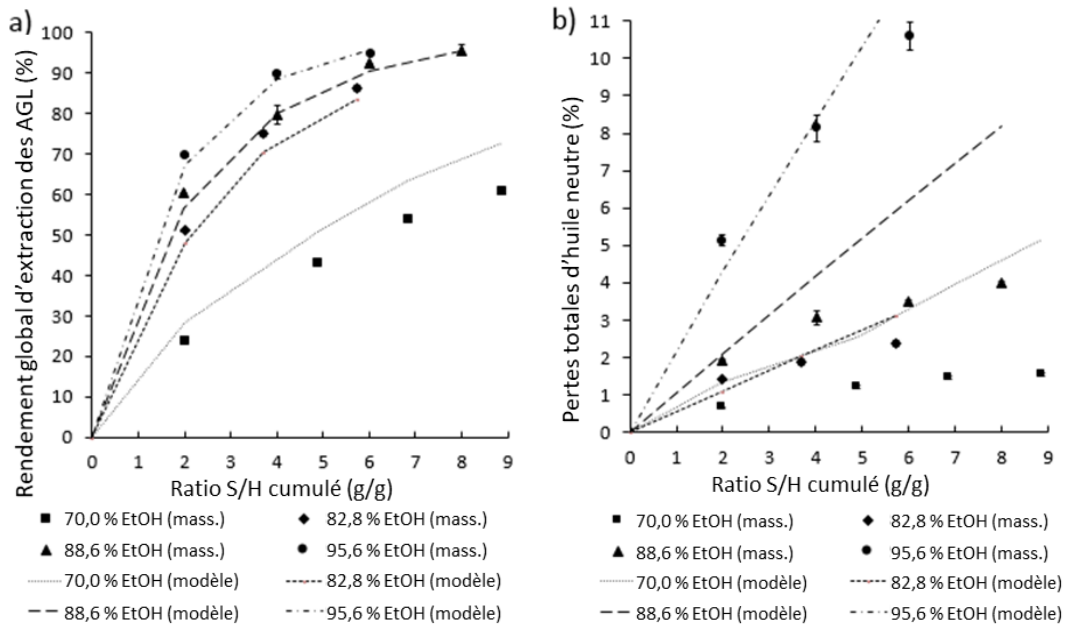 a)
Rendement global d'extraction des AGL (%)
100
90
80
70
60
50
40
30
20
10
0
0 1 2 3 4 5 6 7 8 9
Ratio S/H cumulé (g/g)
■ 70,0 % EtOH (mass.) ◆ 82,8 % EtOH (mass.)
▲ 88,6 % EtOH (mass.) ● 95,6 % EtOH (mass.)
70,0 % EtOH (modèle) 82,8 % EtOH (modèle)
88,6 % EtOH (modèle) 95,6 % EtOH (modèle)
b)
Pertes totales d'huile neutre (%)
11
10
9
8
7
6
5
4
3
2
1
0
0 1 2 3 4 5 6 7 8 9
Ratio S/H cumulé (g/g)
■ 70,0 % EtOH (mass.) ◆ 82,8 % EtOH (mass.)
▲ 88,6 % EtOH (mass.) ● 95,6 % EtOH (mass.)
70,0 % EtOH (modèle) 82,8 % EtOH (modèle)
88,6 % EtOH (modèle) 95,6 % EtOH (modèle)